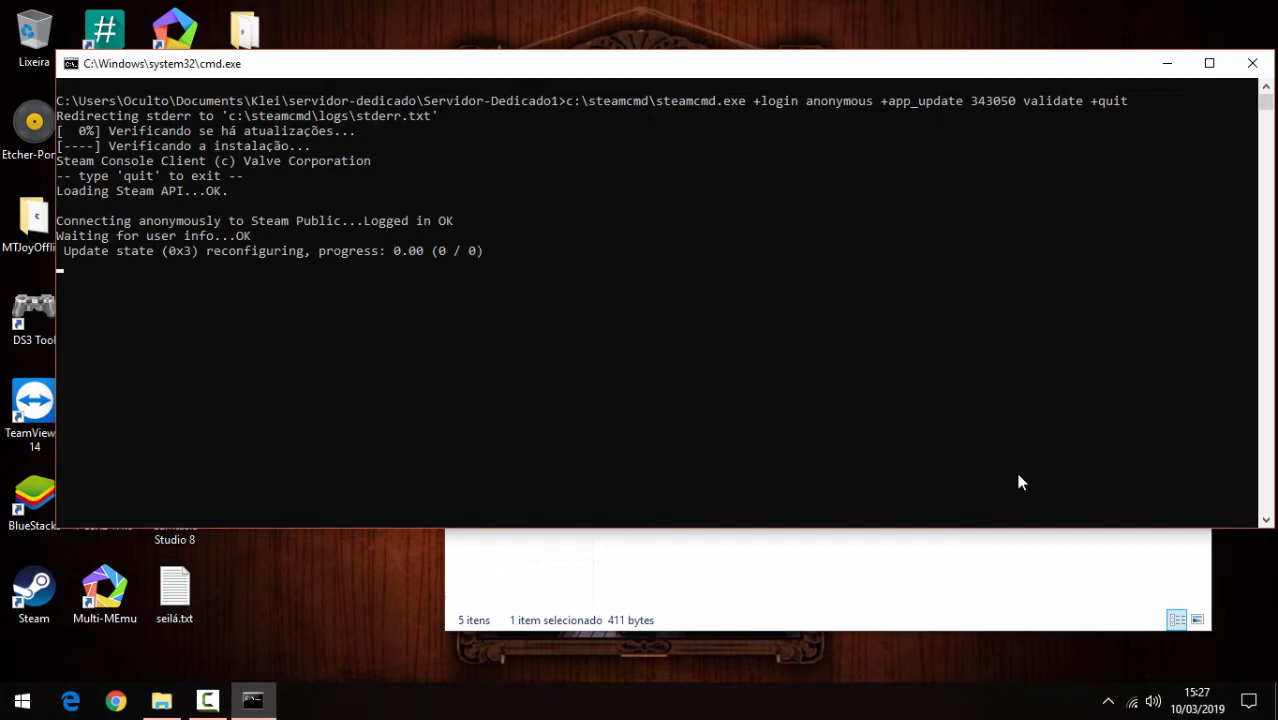 Lixeira
C:\Windows\system32\cmd.exe
C:\Users\Oculto\Documents\Klei\servidor-dedicado\Servidor-Dedicado1>c:\steamcmd\steamcmd.exe +login anonymous +app_update 343050 validate +quit
Redirecting stderr to 'c:\steamcmd\logs\stderr.txt'
[  0%] Verificando se há atualizações...
[----] Verificando a instalação...
Steam Console Client (c) Valve Corporation
-- type 'quit' to exit --
Loading Steam API...OK.
Connecting anonymously to Steam Public...Logged in OK
Waiting for user info...OK
Update state (0x3) reconfiguring, progress: 0.00 (0 / 0)
Etcher-Por
MTJoyOffli
DS3 Tool
TeamView
14
BlueStacks
Studio 8
Steam
Multi-MEmu
seilá.txt
5 itens
1 item selecionado 411 bytes
15:27
10/03/2019